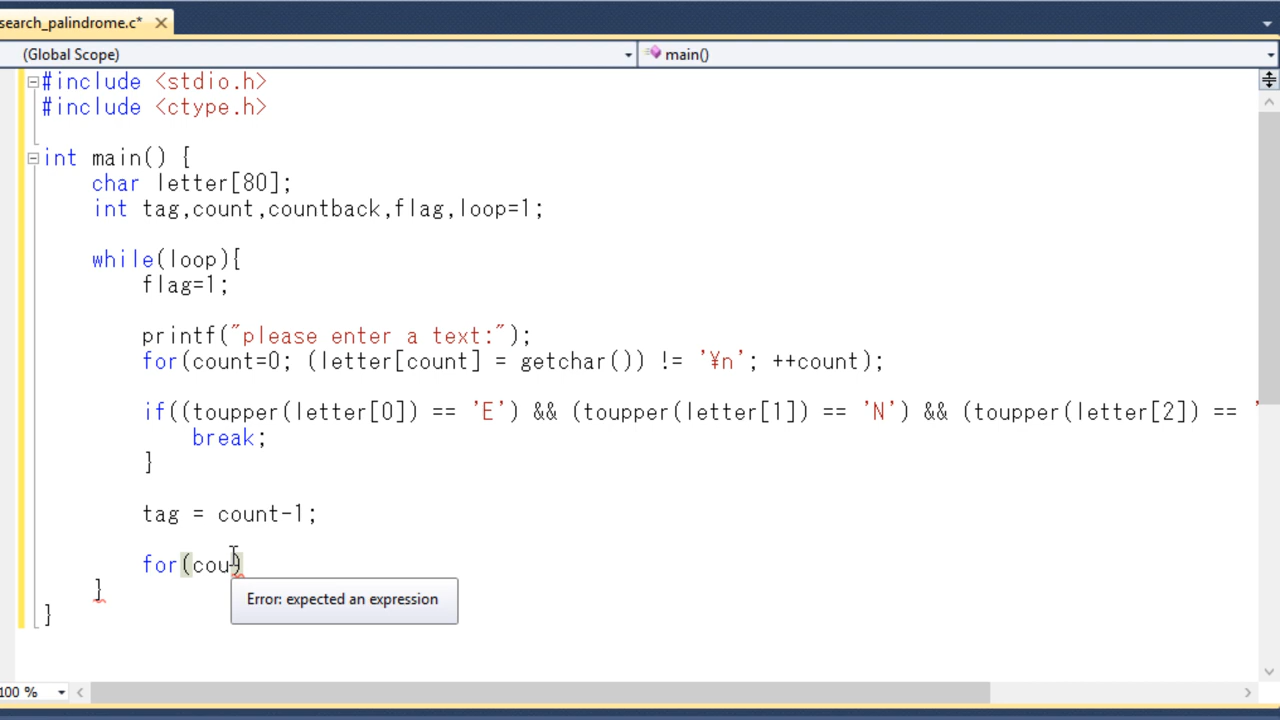 search_palindrome.c*
(Global Scope) main()
#include <stdio.h>
#include <ctype.h>
int main() {
char letter[80];
int tag,count,countback,flag,loop=1;
while(loop){
flag=1;
printf("please enter a text:");
for(count=0; (letter[count] = getchar()) != '¥n'; ++count);
if((toupper(letter[0]) == 'E') && (toupper(letter[1]) == 'N') && (toupper(letter[2]) == '
break;
}
tag = count-1;
for(cou)
}
Error: expected an expression
}
100 %